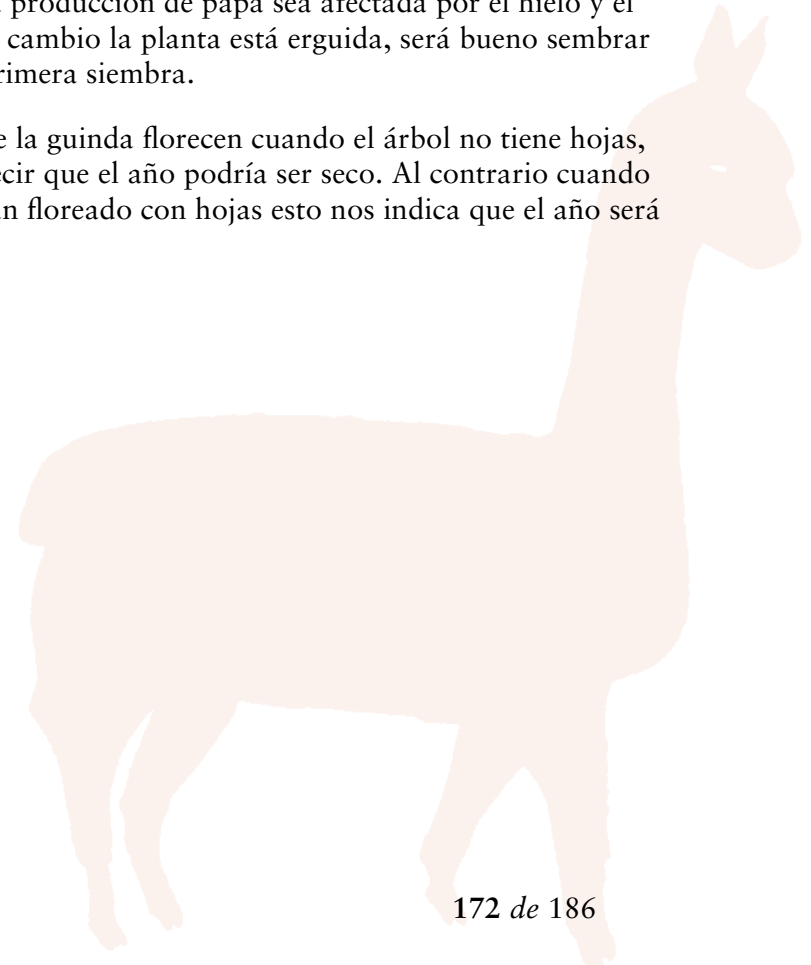 producción de papa sea afectada por el hielo y el
cambio la planta está erguida, será bueno sembrar
rimera siembra.
e la guinda florecen cuando el árbol no tiene hojas,
ecir que el año podría ser seco. Al contrario cuando
n floreado con hojas esto nos indica que el año será
172 de 186